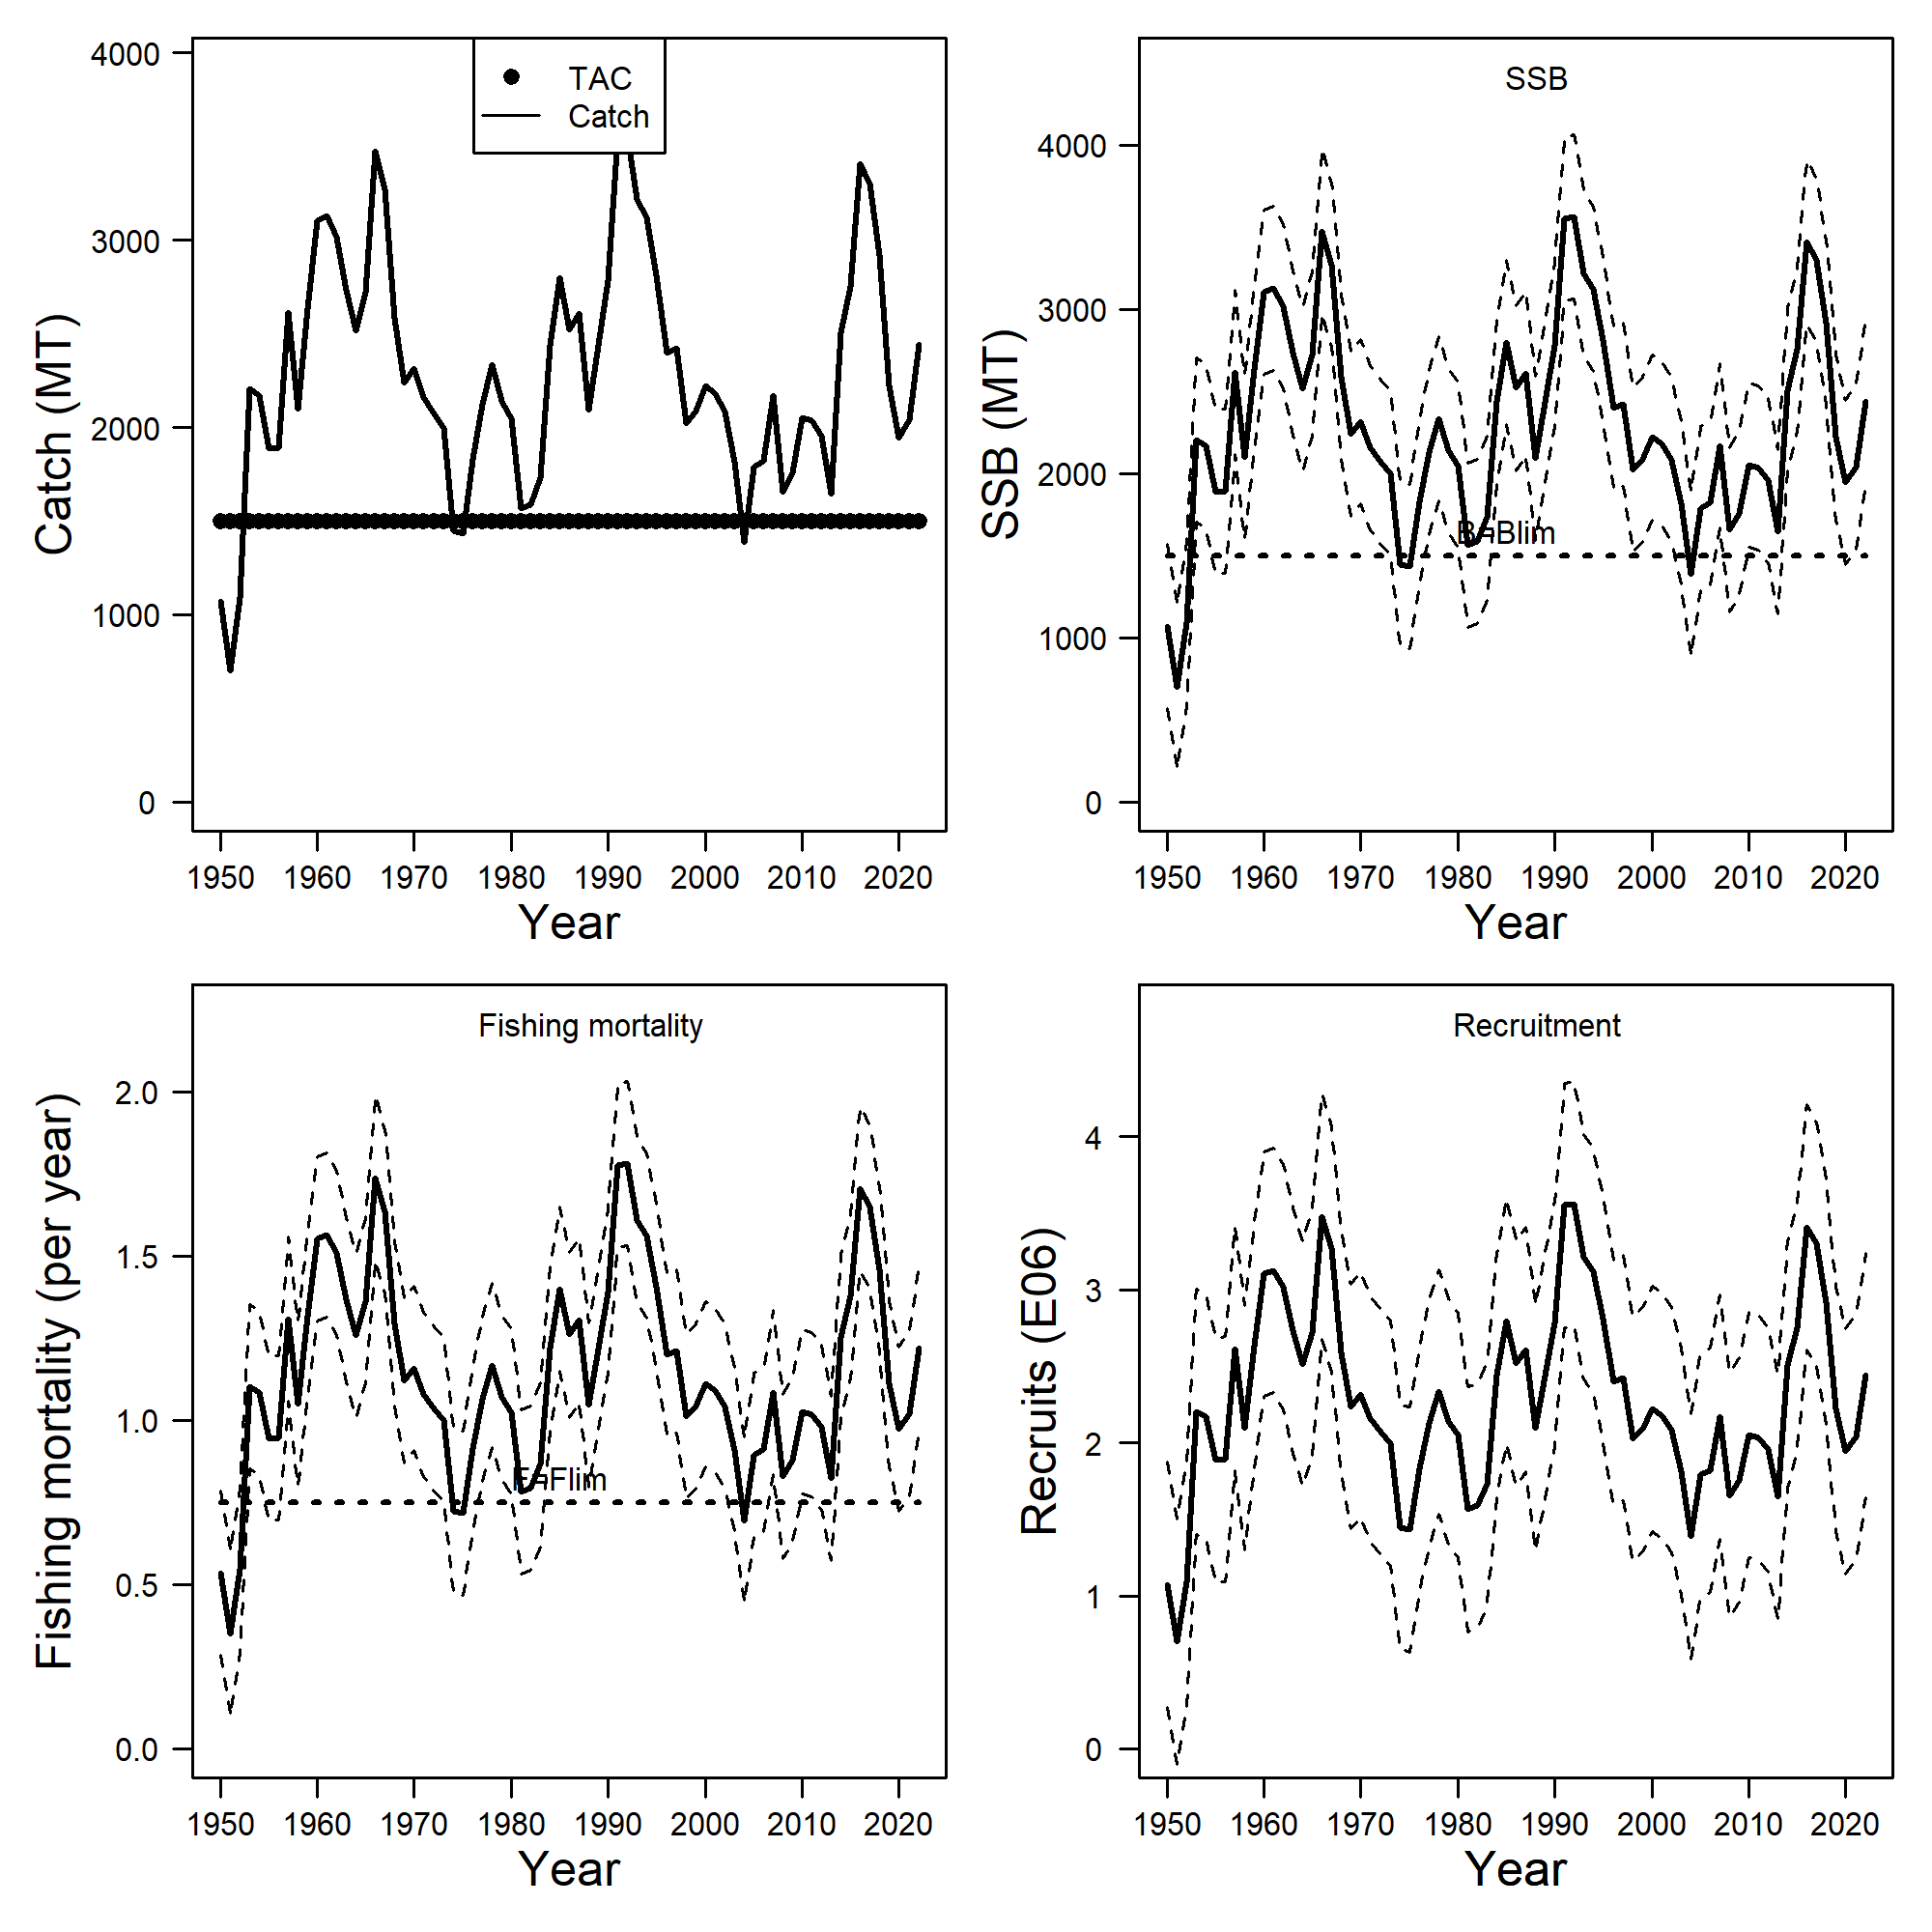 TAC
Catch
Catch (MT)
4000
3000
2000
1000
0
1950 1960 1970 1980 1990 2000 2010 2020
Year
SSB
SSB (MT)
4000
3000
2000
1000
0
B=Blim
1950 1960 1970 1980 1990 2000 2010 2020
Year
Fishing mortality
Fishing mortality (per year)
2.0
1.5
1.0
0.5
0.0
F=Flim
1950 1960 1970 1980 1990 2000 2010 2020
Year
Recruitment
Recruits (E06)
4
3
2
1
0
1950 1960 1970 1980 1990 2000 2010 2020
Year